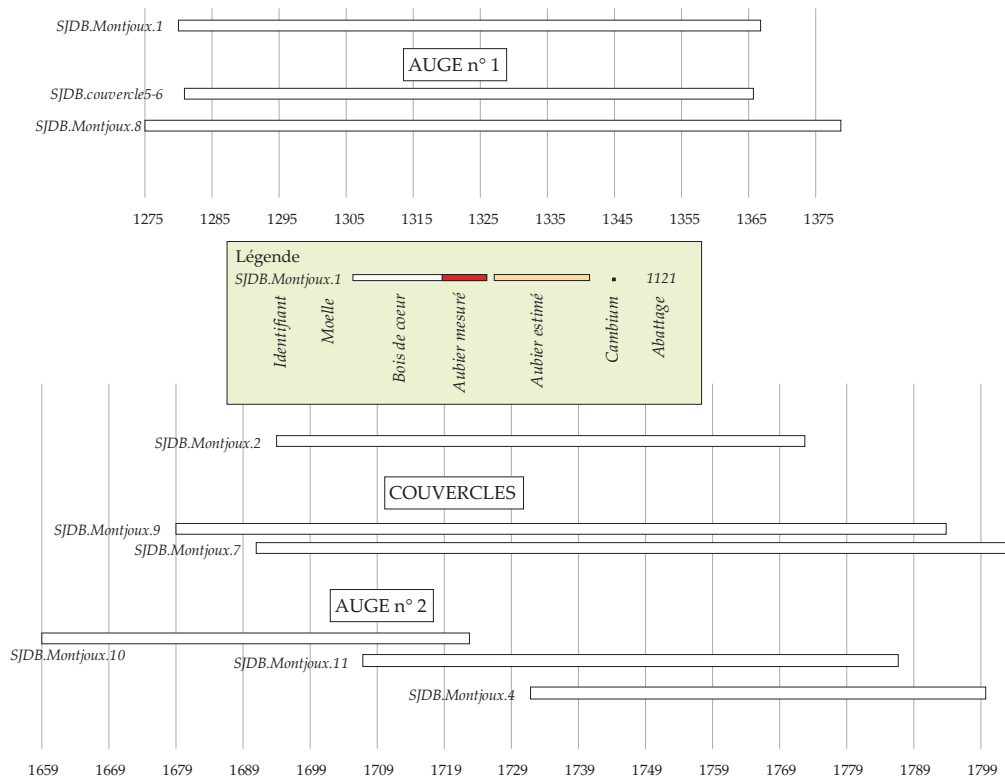 SJDB.Montjoux.1
AUGE n° 1
SJDB.couvercle5-6
SJDB.Montjoux.8
1275 1285 1295 1305 1315 1325 1335 1345 1355 1365 1375
Légende
SJDB.Montjoux.1 1121
Identifiant
Moelle
Bois de coeur
Aubier mesuré
Aubier estimé
Cambium
Abattage
SJDB.Montjoux.2
COUVERCLES
SJDB.Montjoux.9
SJDB.Montjoux.7
AUGE n° 2
SJDB.Montjoux.10
SJDB.Montjoux.11
SJDB.Montjoux.4
1659 1669 1679 1689 1699 1709 1719 1729 1739 1749 1759 1769 1779 1789 1799